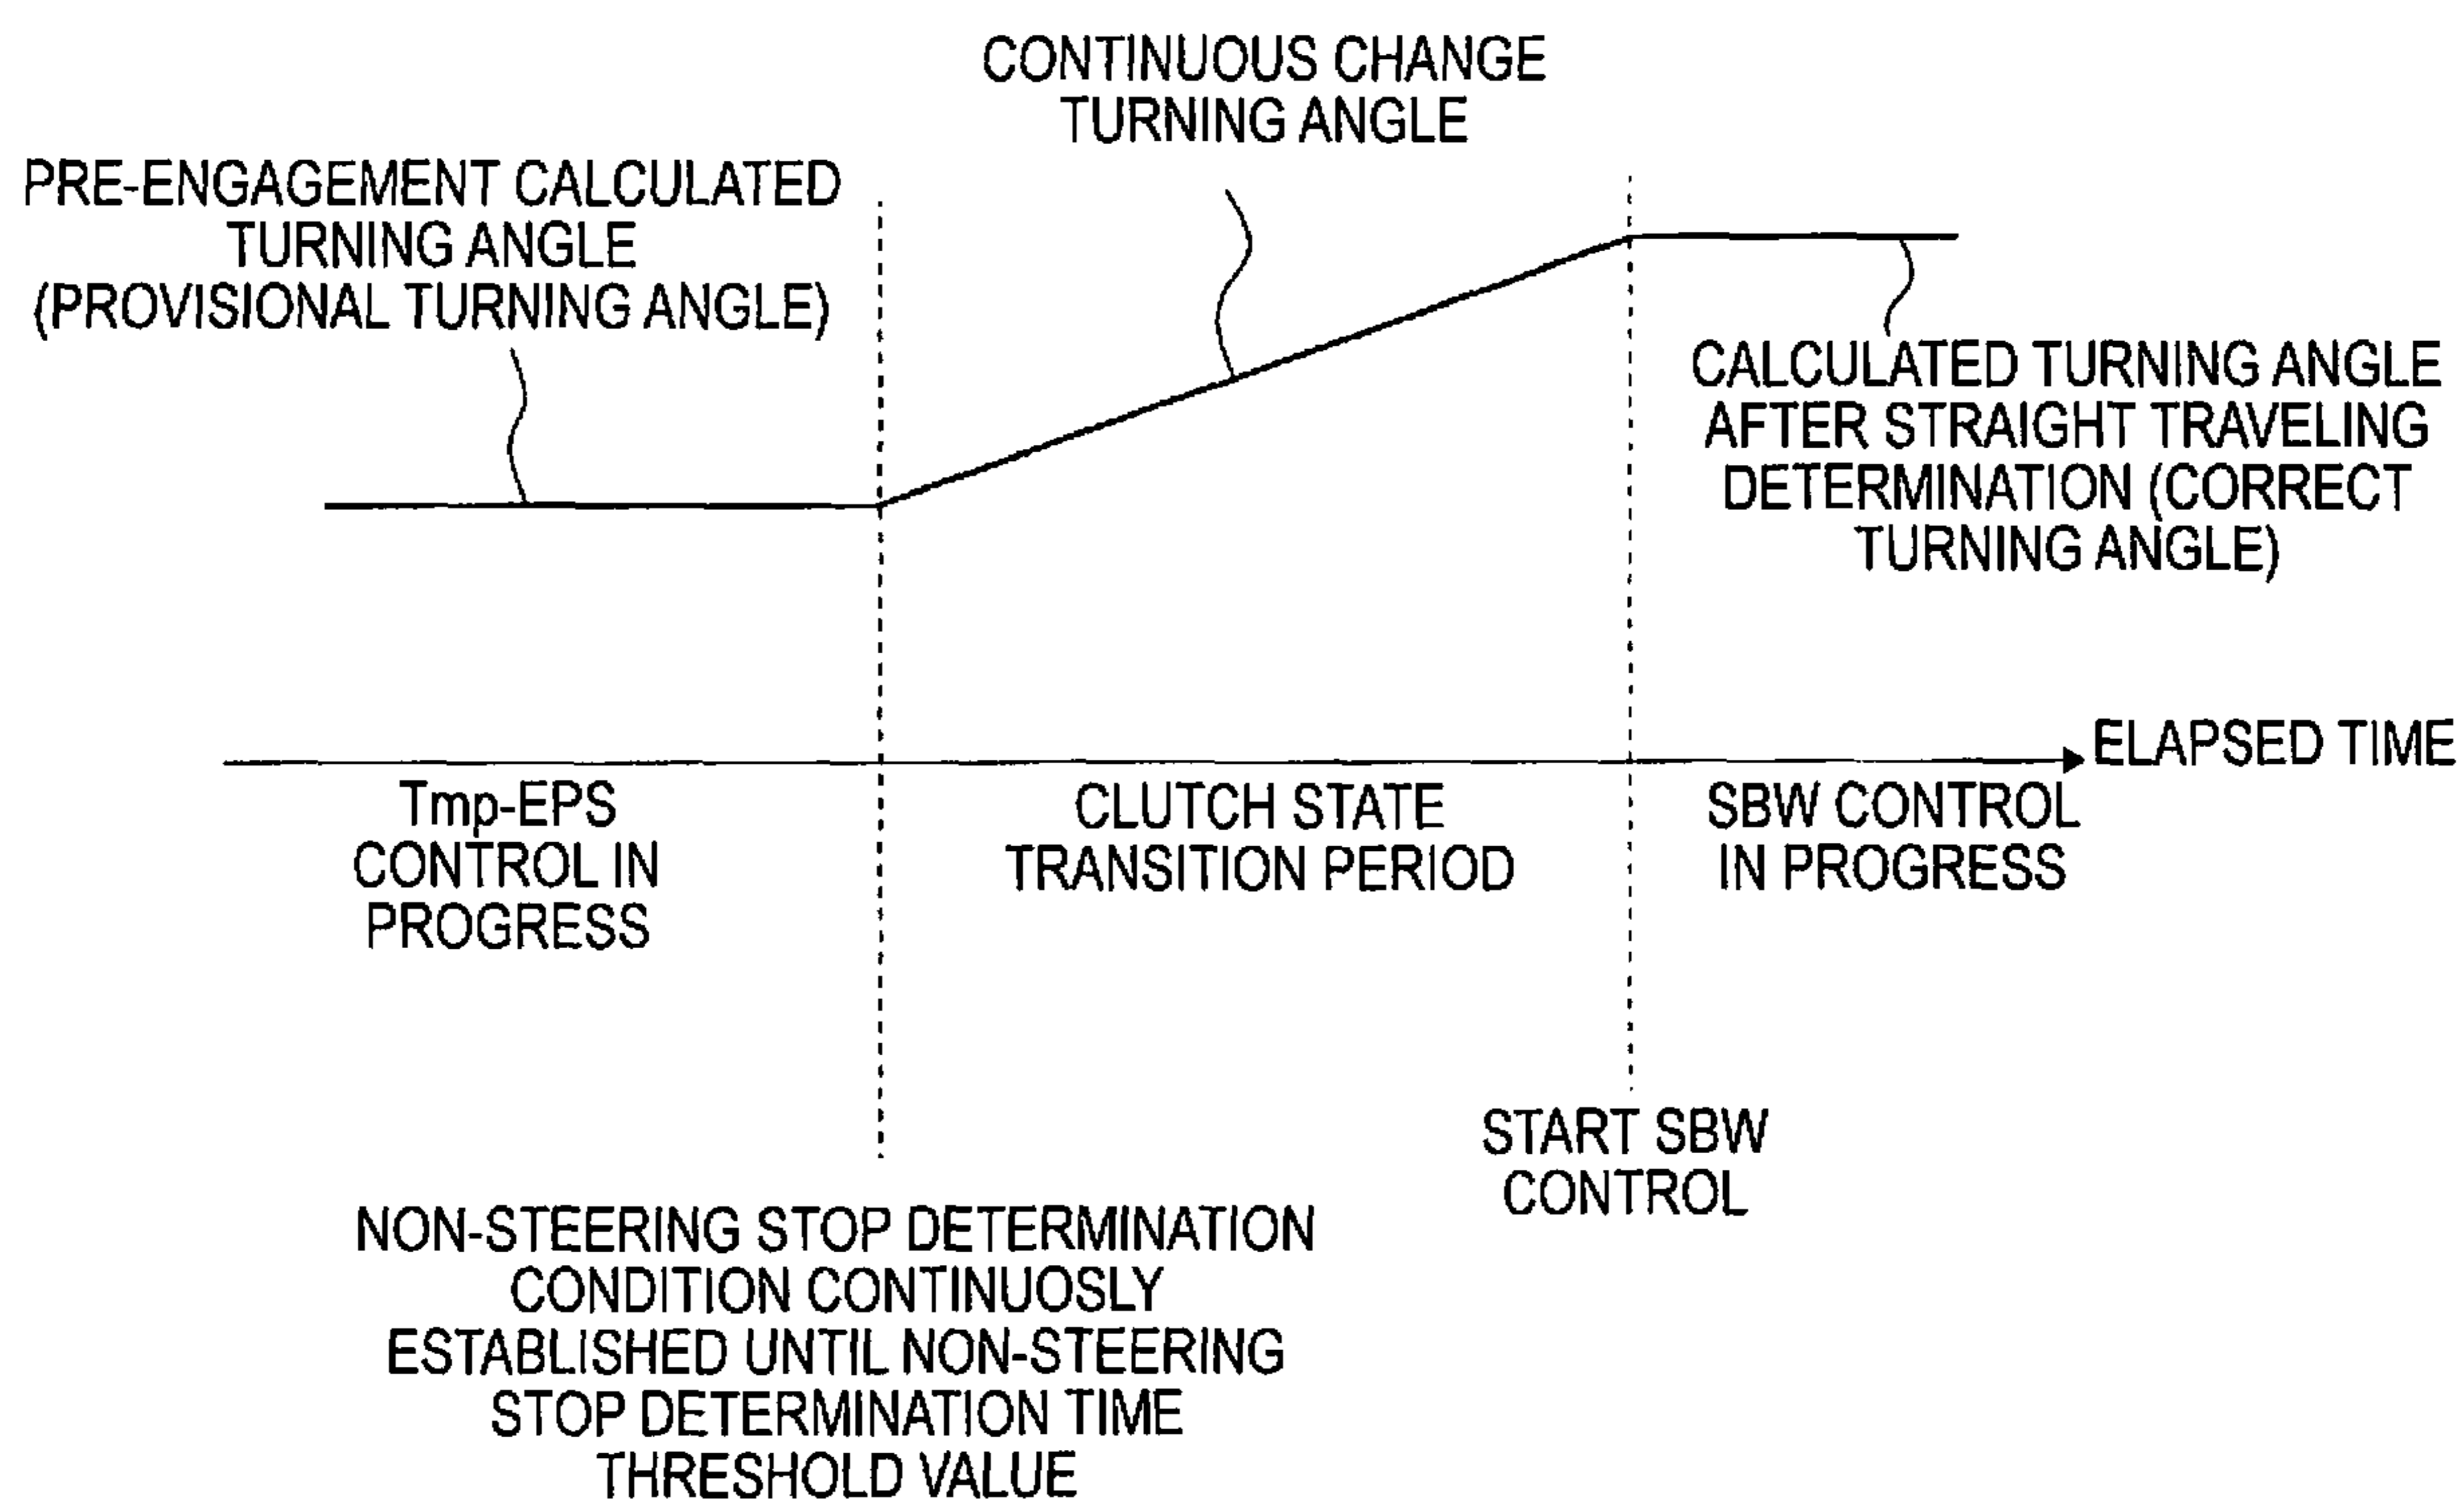 CONTINUOUS CHANGE
TURNING ANGLE
PRE-ENGAGEMENT CALCULATED
TURNING ANGLE
(PROVISIONAL TURNING ANGLE)
CALCULATED TURNING ANGLE
AFTER STRAIGHT TRAVELING
DETERMINATION (CORRECT
TURNING ANGLE)
ELAPSED TIME
Tmp-EPS
CONTROL IN
PROGRESS
CLUTCH STATE
TRANSITION PERIOD
SBW CONTROL
IN PROGRESS
START SBW
CONTROL
NON-STEERING STOP DETERMINATION
CONDITION CONTINUOSLY
ESTABLISHED UNTIL NON-STEERING
STOP DETERMINATION TIME
THRESHOLD VALUE